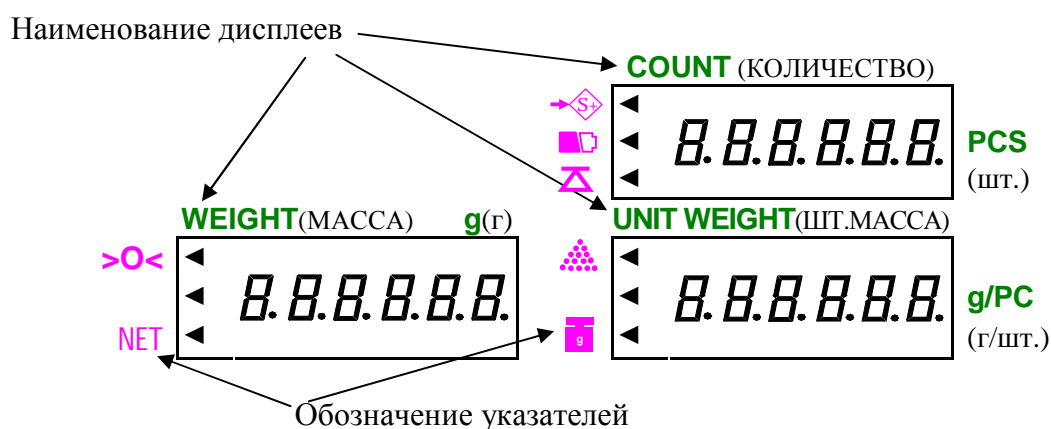 Наименование дисплеев
COUNT (КОЛИЧЕСТВО)
S+
8.8.8.8.8.8.
PCS
(шт.)
WEIGHT(МАССА) g(г)
>O<
8.8.8.8.8.8.
NET
UNIT WEIGHT(ШТ.МАССА)
8.8.8.8.8.8.
g
g/PC
(г/шт.)
Обозначение указателей